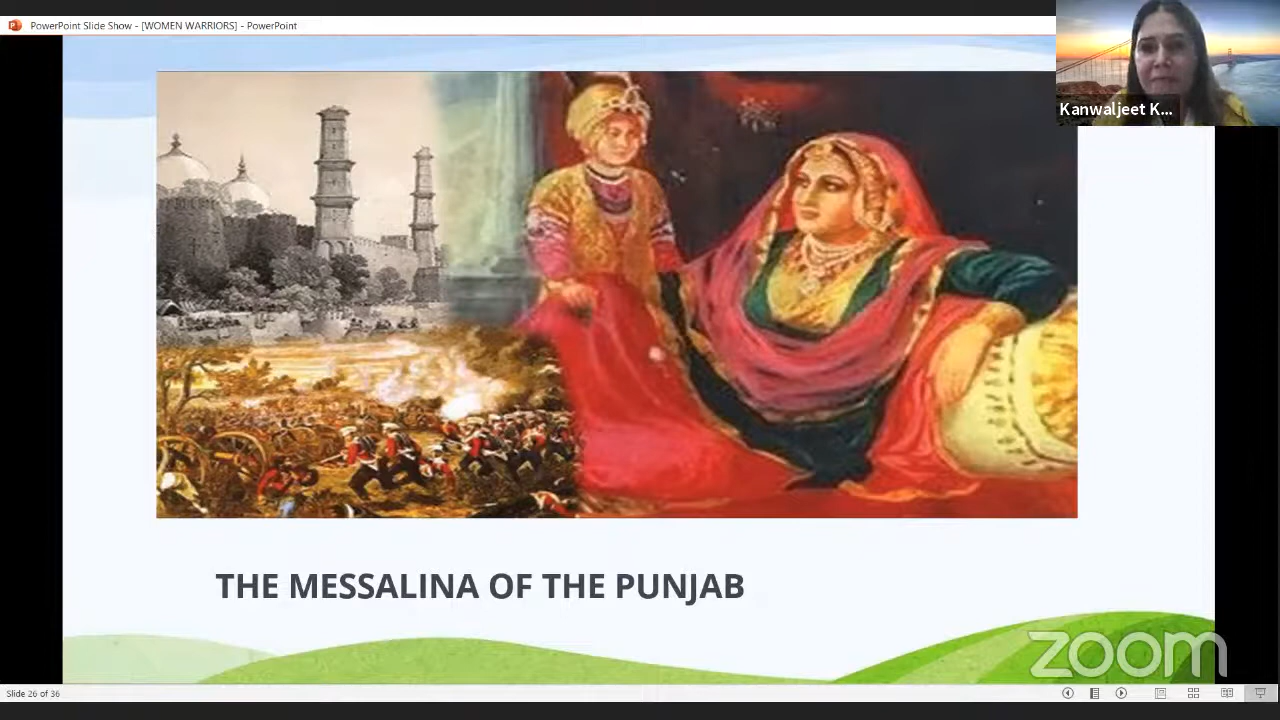 PowerPoint Slide Show - [WOMEN WARRIORS] - PowerPoint
Kanwaljeet K...
THE MESSALINA OF THE PUNJAB
zoom
Slide 26 of 36